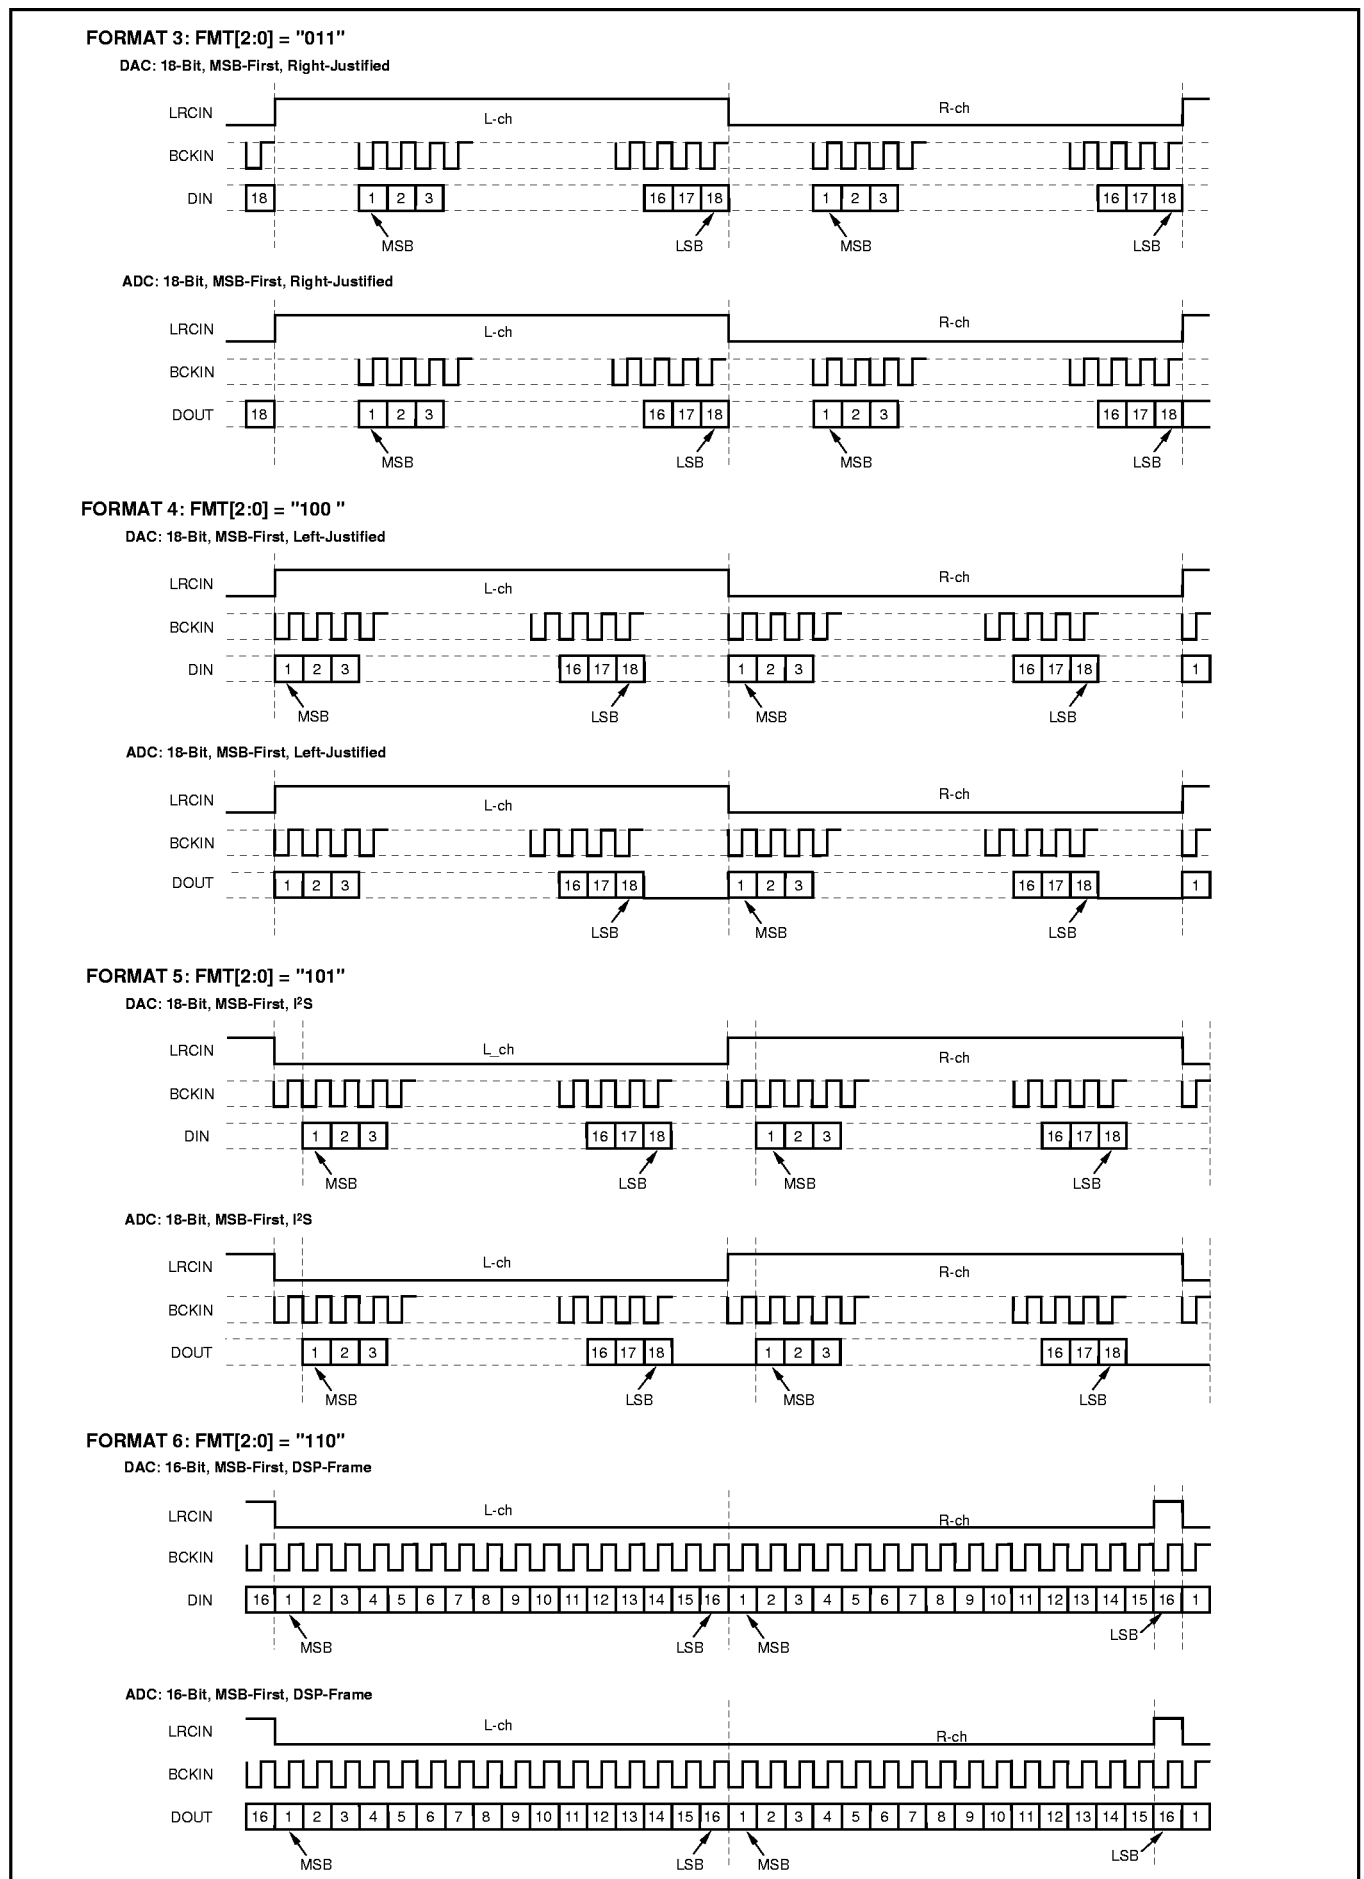 FORMAT 3: FMT[2:0] = "011"
DAC: 18-Bit, MSB-First, Right-Justified
LRCIN L-ch R-ch
BCKIN
DIN 18 1 2 3 16 17 18 1 2 3 16 17 18
MSB LSB MSB LSB
ADC: 18-Bit, MSB-First, Right-Justified
LRCIN L-ch R-ch
BCKIN
DOUT 18 1 2 3 16 17 18 1 2 3 16 17 18
MSB LSB MSB LSB
FORMAT 4: FMT[2:0] = "100 "
DAC: 18-Bit, MSB-First, Left-Justified
LRCIN L-ch R-ch
BCKIN
DIN 1 2 3 16 17 18 1 2 3 16 17 18 1
MSB LSB MSB LSB
ADC: 18-Bit, MSB-First, Left-Justified
LRCIN L-ch R-ch
BCKIN
DOUT 1 2 3 16 17 18 1 2 3 16 17 18 1
MSB LSB MSB LSB
FORMAT 5: FMT[2:0] = "101"
DAC: 18-Bit, MSB-First, I²S
LRCIN L_ch R-ch
BCKIN
DIN 1 2 3 16 17 18 1 2 3 16 17 18
MSB LSB MSB LSB
ADC: 18-Bit, MSB-First, I²S
LRCIN L-ch R-ch
BCKIN
DOUT 1 2 3 16 17 18 1 2 3 16 17 18
MSB LSB MSB LSB
FORMAT 6: FMT[2:0] = "110"
DAC: 16-Bit, MSB-First, DSP-Frame
LRCIN L-ch R-ch
BCKIN
DIN 16 1 2 3 4 5 6 7 8 9 10 11 12 13 14 15 16 1 2 3 4 5 6 7 8 9 10 11 12 13 14 15 16 1
MSB LSB MSB LSB
ADC: 16-Bit, MSB-First, DSP-Frame
LRCIN L-ch R-ch
BCKIN
DOUT 16 1 2 3 4 5 6 7 8 9 10 11 12 13 14 15 16 1 2 3 4 5 6 7 8 9 10 11 12 13 14 15 16 1
MSB LSB MSB LSB